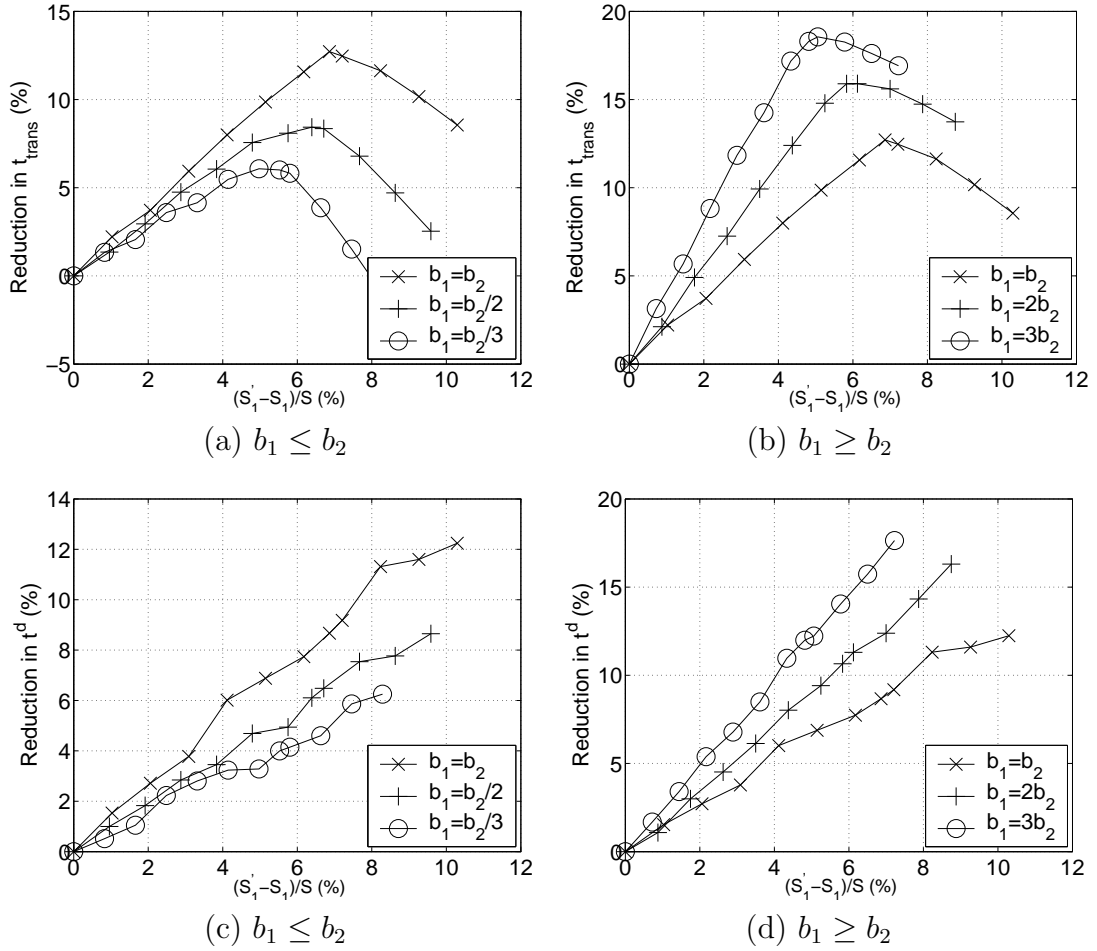 15
10
5
0
−5
Reduction in t_trans (%)
0 2 4 6 8 10 12
(S'_1−S_1)/S (%)
b_1=b_2
b_1=b_2/2
b_1=b_2/3
(a) b_1 ≤ b_2
20
15
10
5
0
Reduction in t_trans (%)
0 2 4 6 8 10 12
(S'_1−S_1)/S (%)
b_1=b_2
b_1=2b_2
b_1=3b_2
(b) b_1 ≥ b_2
14
12
10
8
6
4
2
0
Reduction in t^d (%)
0 2 4 6 8 10 12
(S'_1−S_1)/S (%)
b_1=b_2
b_1=b_2/2
b_1=b_2/3
(c) b_1 ≤ b_2
20
15
10
5
0
Reduction in t^d (%)
0 2 4 6 8 10 12
(S'_1−S_1)/S (%)
b_1=b_2
b_1=2b_2
b_1=3b_2
(d) b_1 ≥ b_2